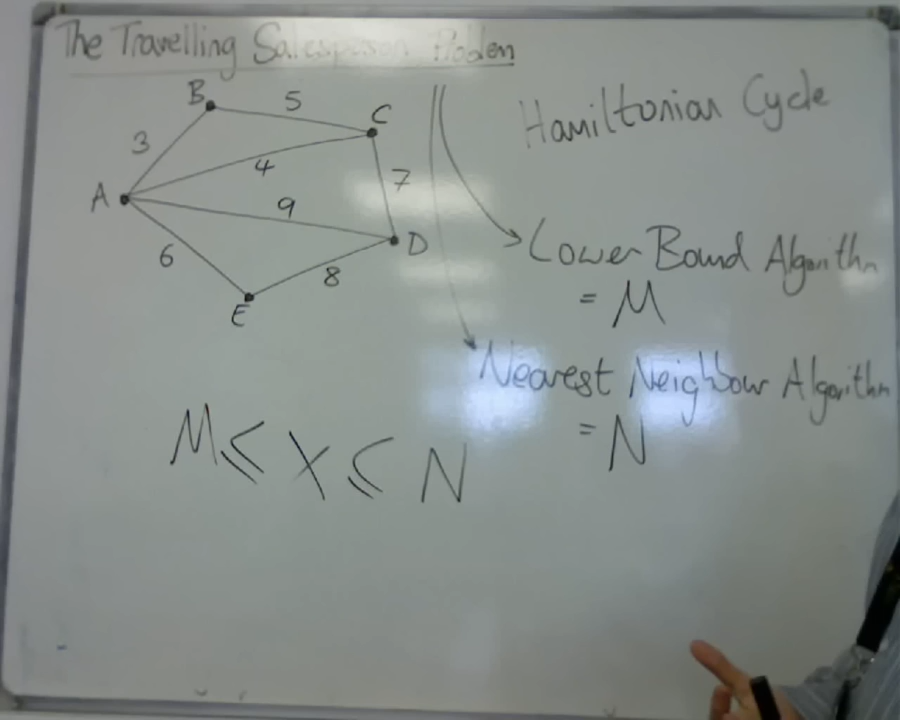 The Travelling Salesperson Problem
B
5
C
3
4
7
A
9
D
6
8
E
Hamiltonian Cycle
Lower Bound Algorithm
= M
Nearest Neighbour Algorithm
= N
M ≤ X ≤ N